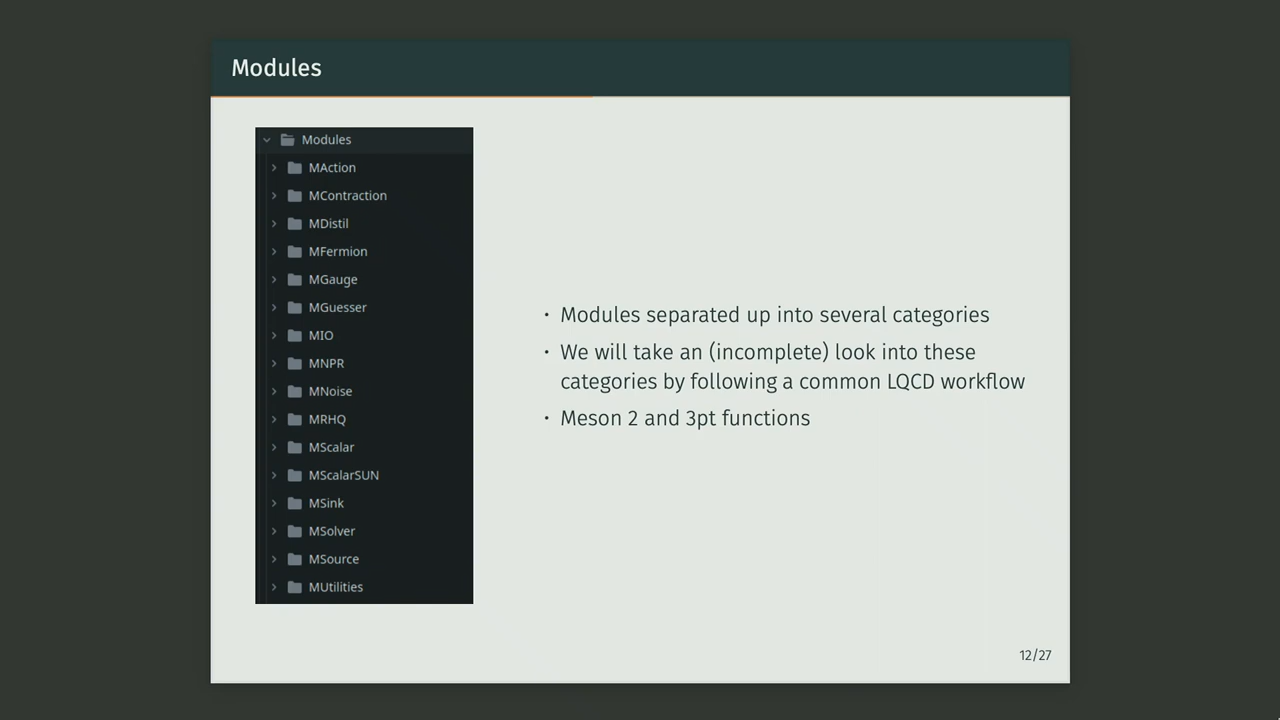 Modules
Modules
MAction
MContraction
MDistil
MFermion
MGauge
MGuesser
MIO
MNPR
MNoise
MRHQ
MScalar
MScalarSUN
MSink
MSolver
MSource
MUtilities
• Modules separated up into several categories
• We will take an (incomplete) look into these
categories by following a common LQCD workflow
• Meson 2 and 3pt functions
12/27